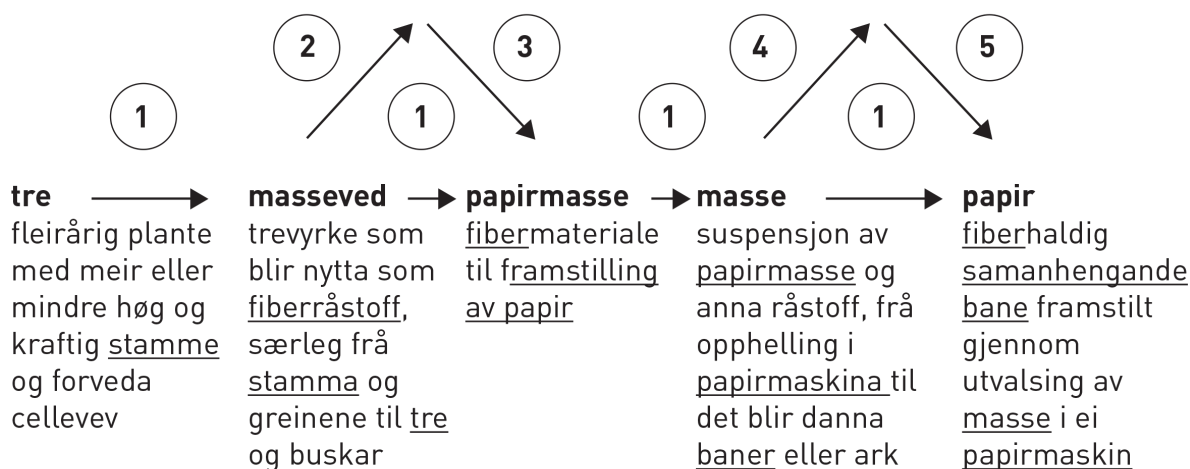 2
3
4
5
1
1
1
1
tre
fleirårig plante
med meir eller
mindre høg og
kraftig stamme
og forveda
cellevev
masseved
trevyrke som
blir nytta som
fiberråstoff,
særleg frå
stamma og
greinene til tre
og buskar
papirmasse
fibermateriale
til framstilling
av papir
masse
suspensjon av
papirmasse og
anna råstoff, frå
opphelling i
papirmaskina til
det blir danna
baner eller ark
papir
fiberhaldig
samanhengande
bane framstilt
gjennom
utvalsing av
masse i ei
papirmaskin